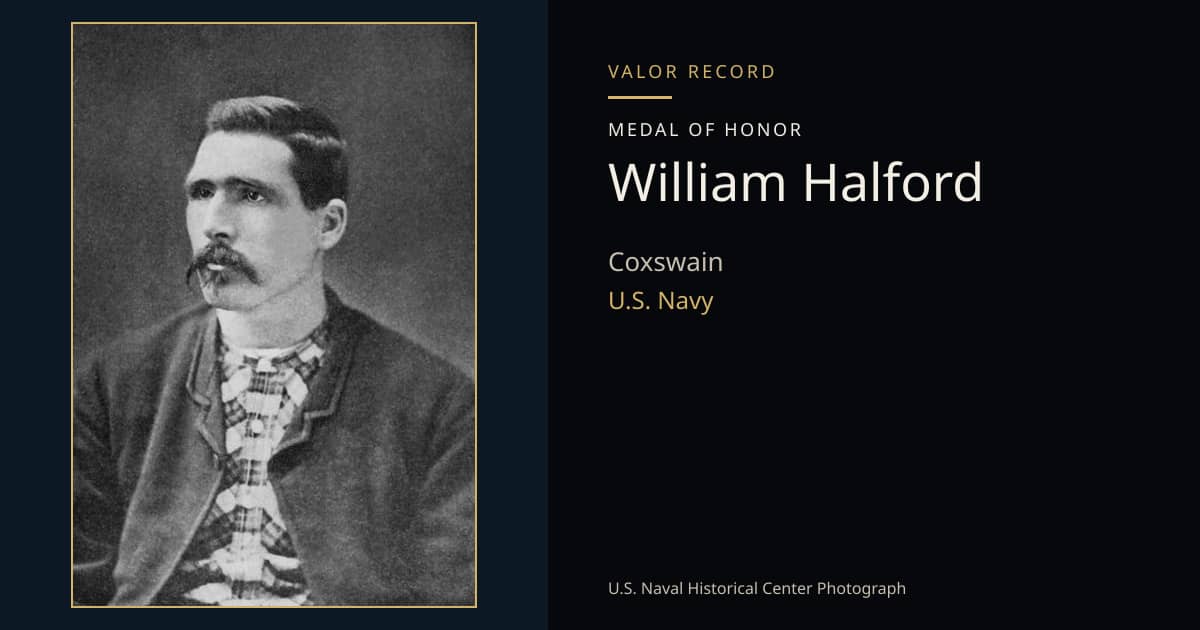 VALOR RECORD
MEDAL OF HONOR
William Halford
Coxswain
U.S. Navy
U.S. Naval Historical Center Photograph